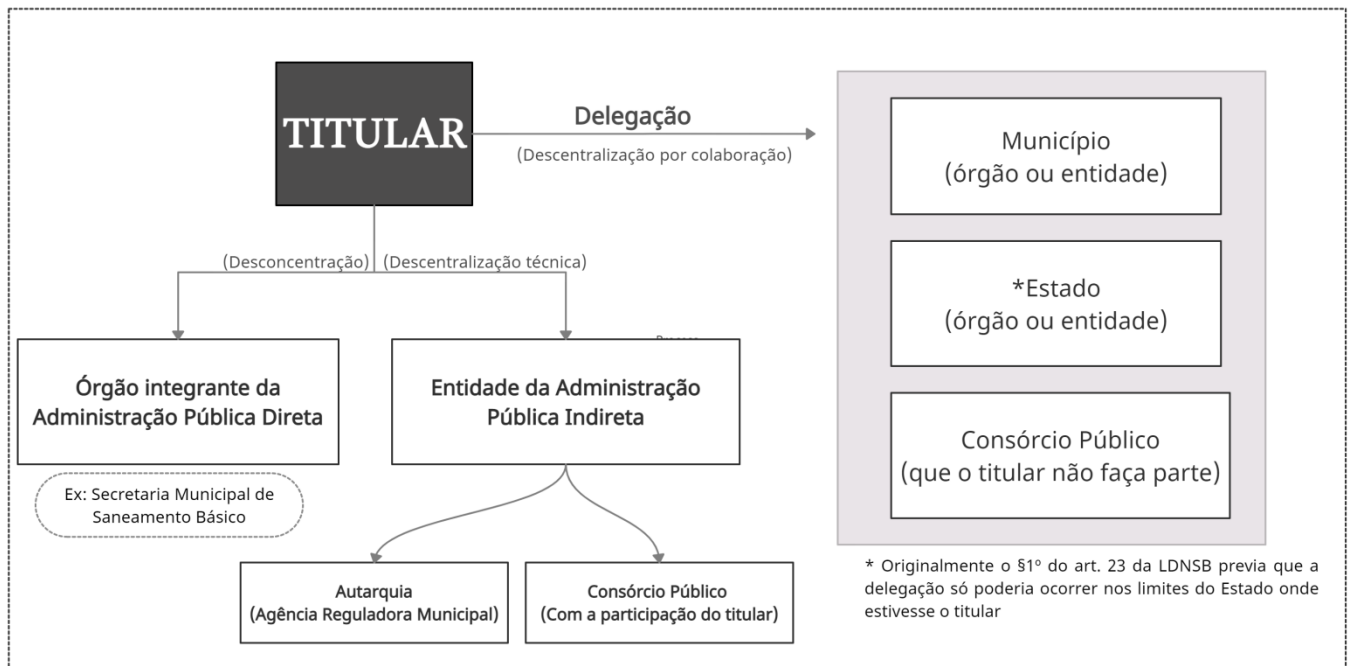 TITULAR
Delegação
(Descentralização por colaboração)
Município
(órgão ou entidade)
*Estado
(órgão ou entidade)
Consórcio Público
(que o titular não faça parte)
(Desconcentração)
(Descentralização técnica)
Órgão integrante da
Administração Pública Direta
Entidade da Administração
Pública Indireta
Ex: Secretaria Municipal de
Saneamento Básico
Autarquia
(Agência Reguladora Municipal)
Consórcio Público
(Com a participação do titular)
* Originalmente o §1º do art. 23 da LDNSB previa que a
delegação só poderia ocorrer nos limites do Estado onde
estivesse o titular